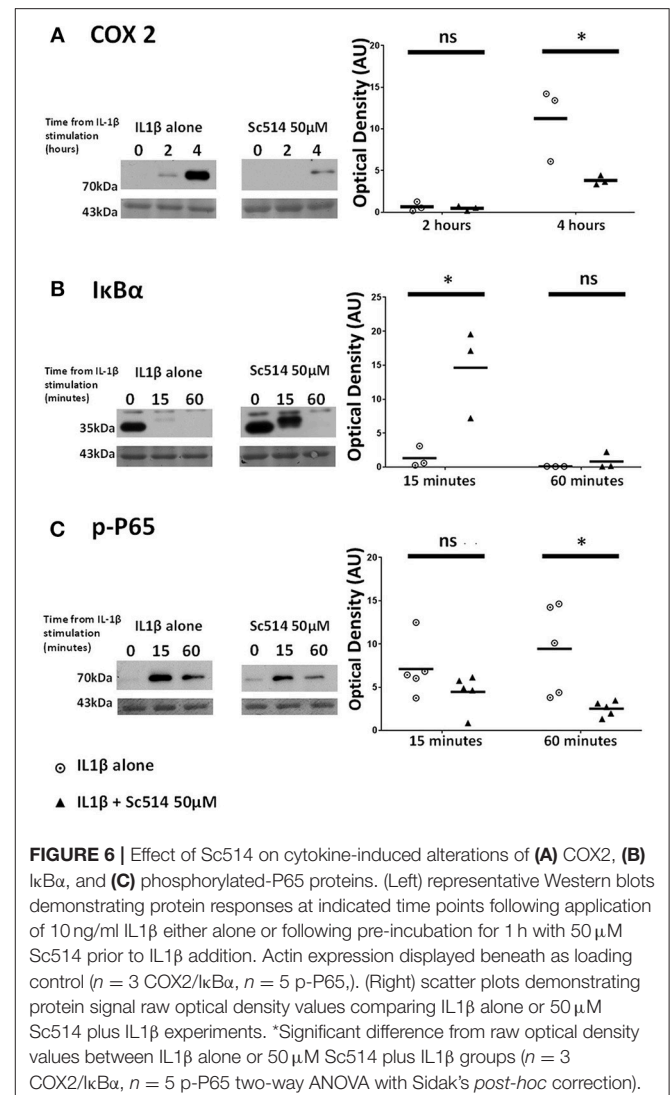 A COX 2
Time from IL-1β
stimulation
(hours)
IL1β alone
Sc514 50μM
0 2 4
0 2 4
70kDa
43kDa
Optical Density (AU)
ns
*
20
15
10
5
0
2 hours
4 hours
B IκBα
Time from IL-1β
stimulation
(minutes)
IL1β alone
Sc514 50μM
0 15 60
0 15 60
35kDa
43kDa
Optical Density (AU)
*
ns
25
20
15
10
5
0
15 minutes
60 minutes
C p-P65
Time from IL-1β
stimulation
(minutes)
IL1β alone
Sc514 50μM
0 15 60
0 15 60
70kDa
43kDa
Optical Density (AU)
ns
*
20
15
10
5
0
15 minutes
60 minutes
IL1β alone
IL1β + Sc514 50μM
FIGURE 6 | Effect of Sc514 on cytokine-induced alterations of (A) COX2, (B)
IκBα, and (C) phosphorylated-P65 proteins. (Left) representative Western blots
demonstrating protein responses at indicated time points following application
of 10 ng/ml IL1β either alone or following pre-incubation for 1 h with 50 μM
Sc514 prior to IL1β addition. Actin expression displayed beneath as loading
control (n = 3 COX2/IκBα, n = 5 p-P65,). (Right) scatter plots demonstrating
protein signal raw optical density values comparing IL1β alone or 50 μM
Sc514 plus IL1β experiments. *Significant difference from raw optical density
values between IL1β alone or 50 μM Sc514 plus IL1β groups (n = 3
COX2/IκBα, n = 5 p-P65 two-way ANOVA with Sidak's post-hoc correction).